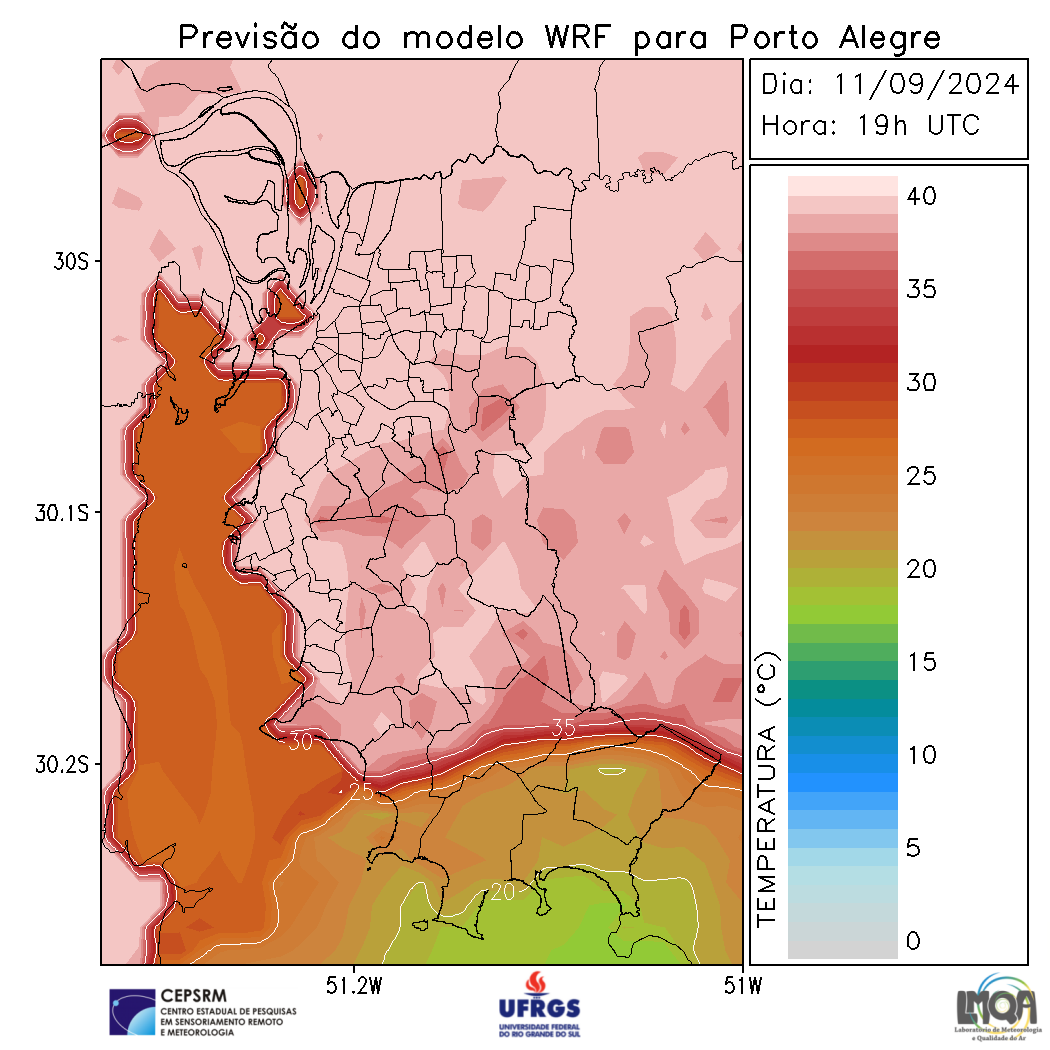 Previsão do modelo WRF para Porto Alegre
Dia: 11/09/2024
Hora: 19h UTC
40
35
30
25
20
15
10
5
0
TEMPERATURA (°C)
30S
30.1S
30.2S
35
30
25
20
51.2W
51W
CEPSRM
CENTRO ESTADUAL DE PESQUISAS
EM SENSORIAMENTO REMOTO
E METEOROLOGIA
UFRGS
UNIVERSIDADE FEDERAL
DO RIO GRANDE DO SUL
LMQA
Laboratório de Meteorologia
e Qualidade do Ar